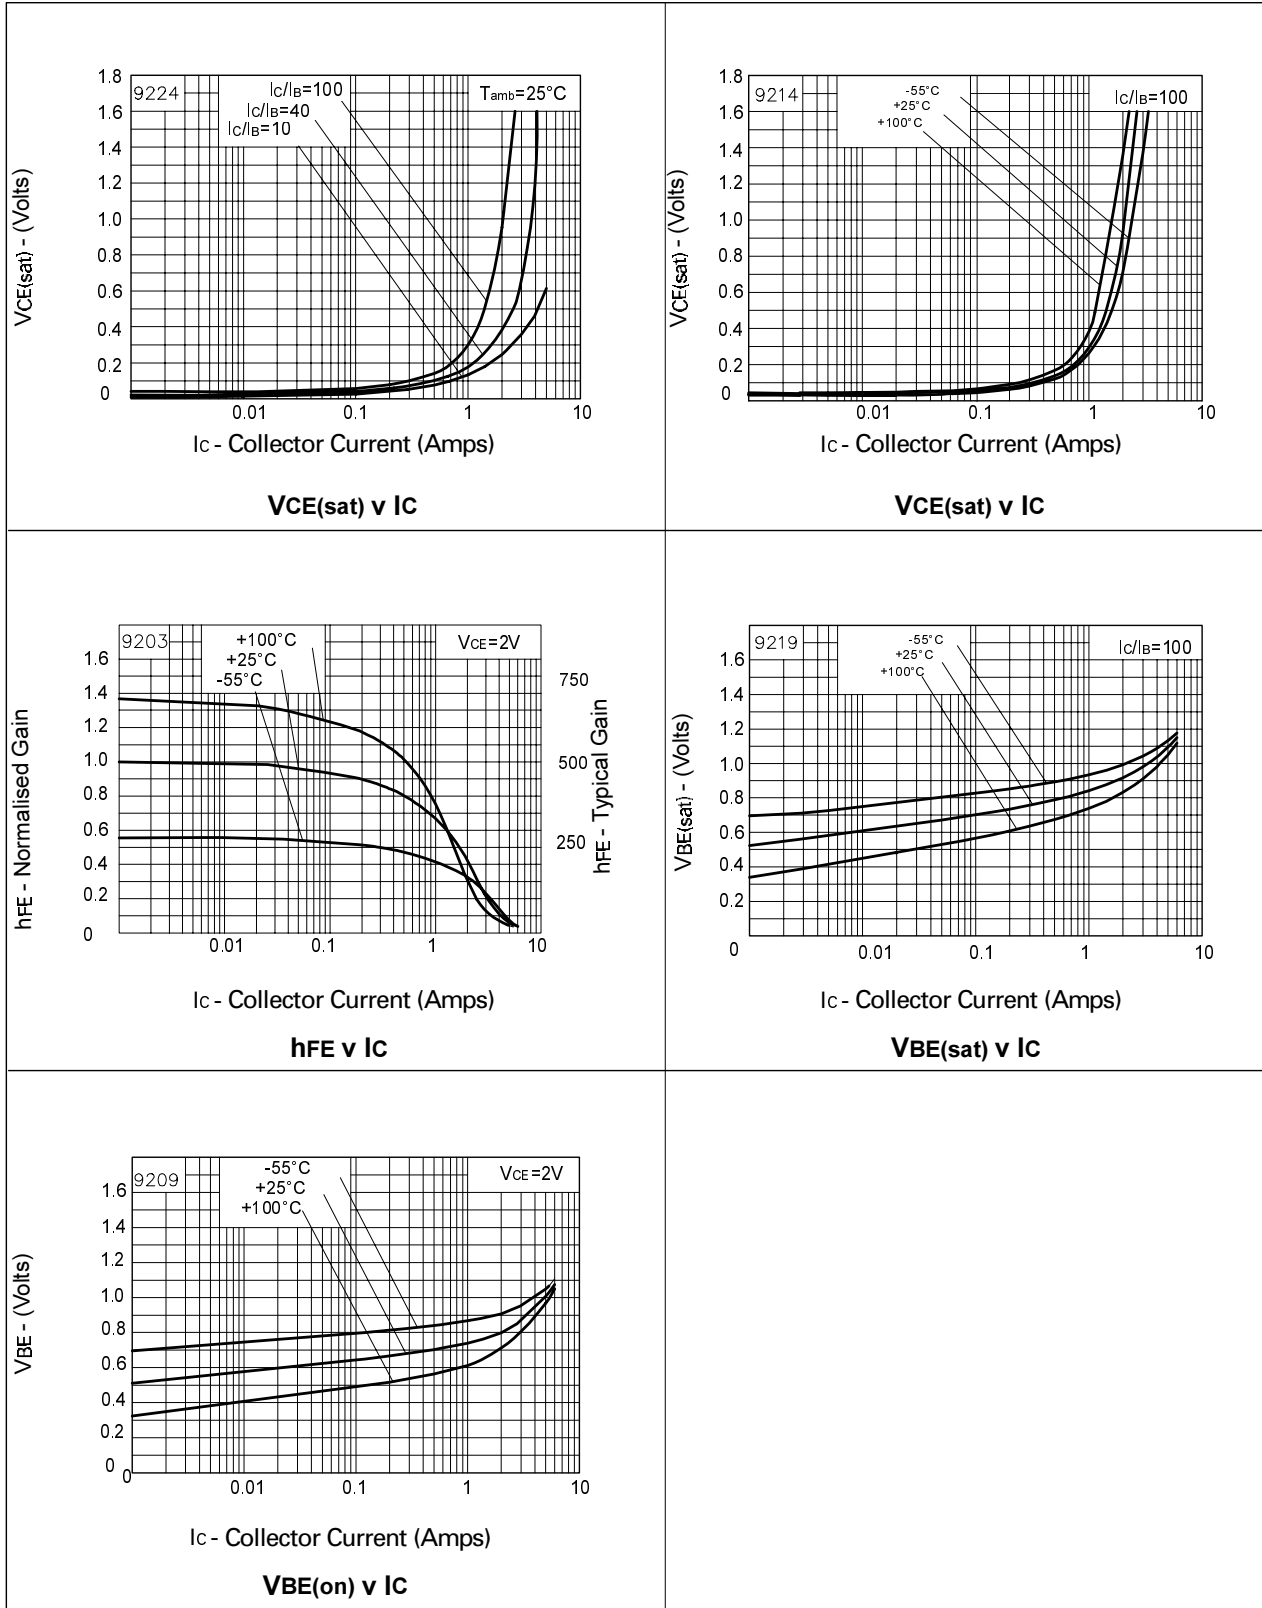 1.8
1.6
1.4
1.2
1.0
0.8
0.6
0.4
0.2
0
9224
IC/IB=100
IC/IB=40
IC/IB=10
Tamb=25°C
0.01
0.1
1
10
VCE(sat) - (Volts)
IC - Collector Current (Amps)
VCE(sat) v IC
1.8
1.6
1.4
1.2
1.0
0.8
0.6
0.4
0.2
0
9214
-55°C
+25°C
+100°C
IC/IB=100
0.01
0.1
1
10
VCE(sat) - (Volts)
IC - Collector Current (Amps)
VCE(sat) v IC
1.6
1.4
1.2
1.0
0.8
0.6
0.4
0.2
0
9203
+100°C
+25°C
-55°C
VCE=2V
750
500
250
0.01
0.1
1
10
hFE - Normalised Gain
hFE - Typical Gain
IC - Collector Current (Amps)
hFE v IC
1.6
1.4
1.2
1.0
0.8
0.6
0.4
0.2
0
9219
-55°C
+25°C
+100°C
IC/IB=100
0.01
0.1
1
10
VBE(sat) - (Volts)
IC - Collector Current (Amps)
VBE(sat) v IC
1.6
1.4
1.2
1.0
0.8
0.6
0.4
0.2
0
0
9209
-55°C
+25°C
+100°C
VCE=2V
0.01
0.1
1
10
VBE - (Volts)
IC - Collector Current (Amps)
VBE(on) v IC